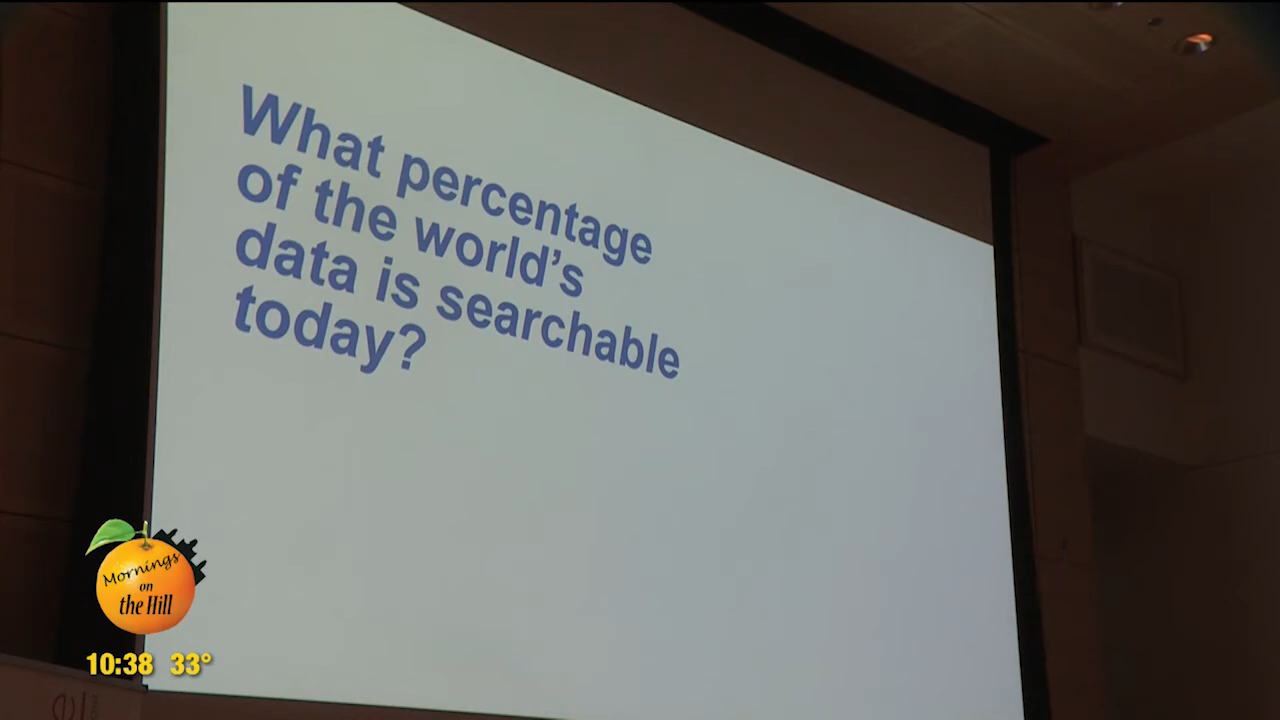 What percentage
of the world's
data is searchable
today?
Mornings
on
the Hill
10:38 33°